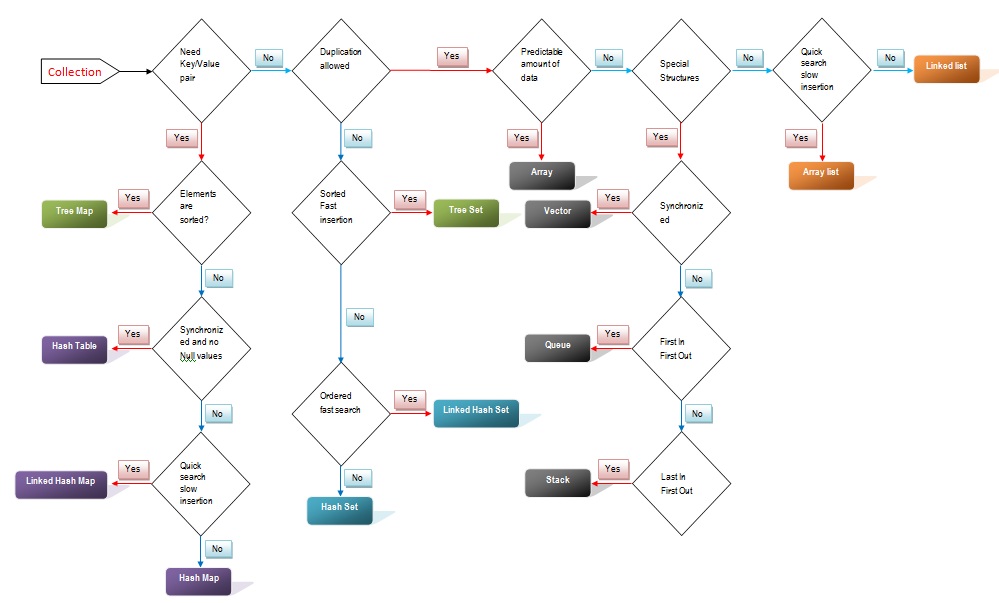 Collection
Need
Key/Value
pair
No
Duplication
allowed
Yes
Predictable
amount of
data
No
Special
Structures
No
Quick
search
slow
insertion
No
Linked list
Yes
No
Yes
Array
Yes
Yes
Array list
Elements
are
sorted?
Yes
Tree Map
Sorted
Fast
insertion
Yes
Tree Set
Synchroniz
ed
Yes
Vector
No
No
No
Synchroniz
ed and no
Null values
Yes
Hash Table
First In
First Out
Yes
Queue
No
Ordered
fast search
Yes
Linked Hash Set
No
Quick
search
slow
insertion
Yes
Linked Hash Map
No
Hash Set
Last In
First Out
Yes
Stack
No
Hash Map